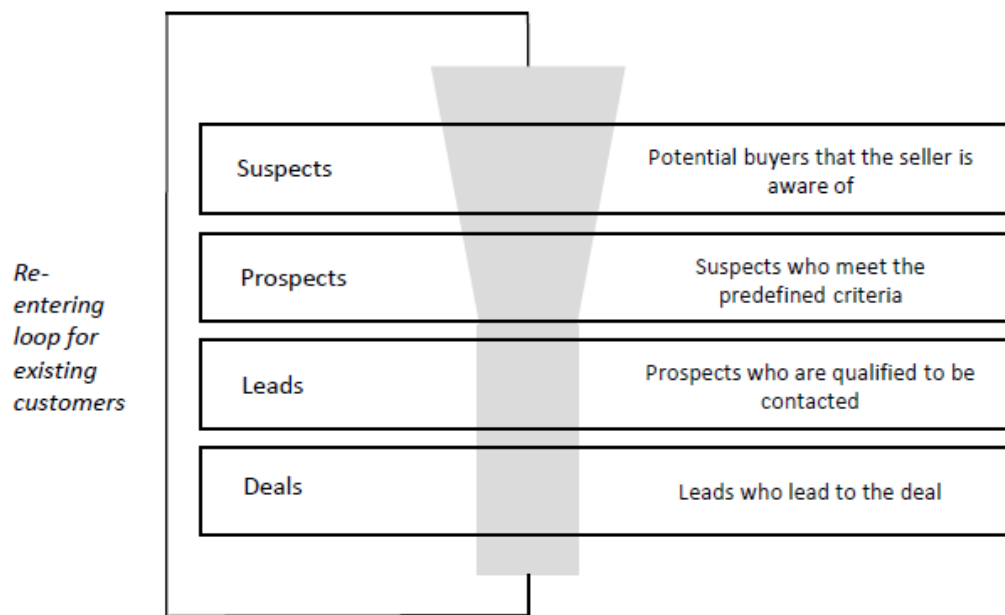 Suspects
Potential buyers that the seller is
aware of
Prospects
Suspects who meet the
predefined criteria
Re-
entering
loop for
existing
customers
Leads
Prospects who are qualified to be
contacted
Deals
Leads who lead to the deal